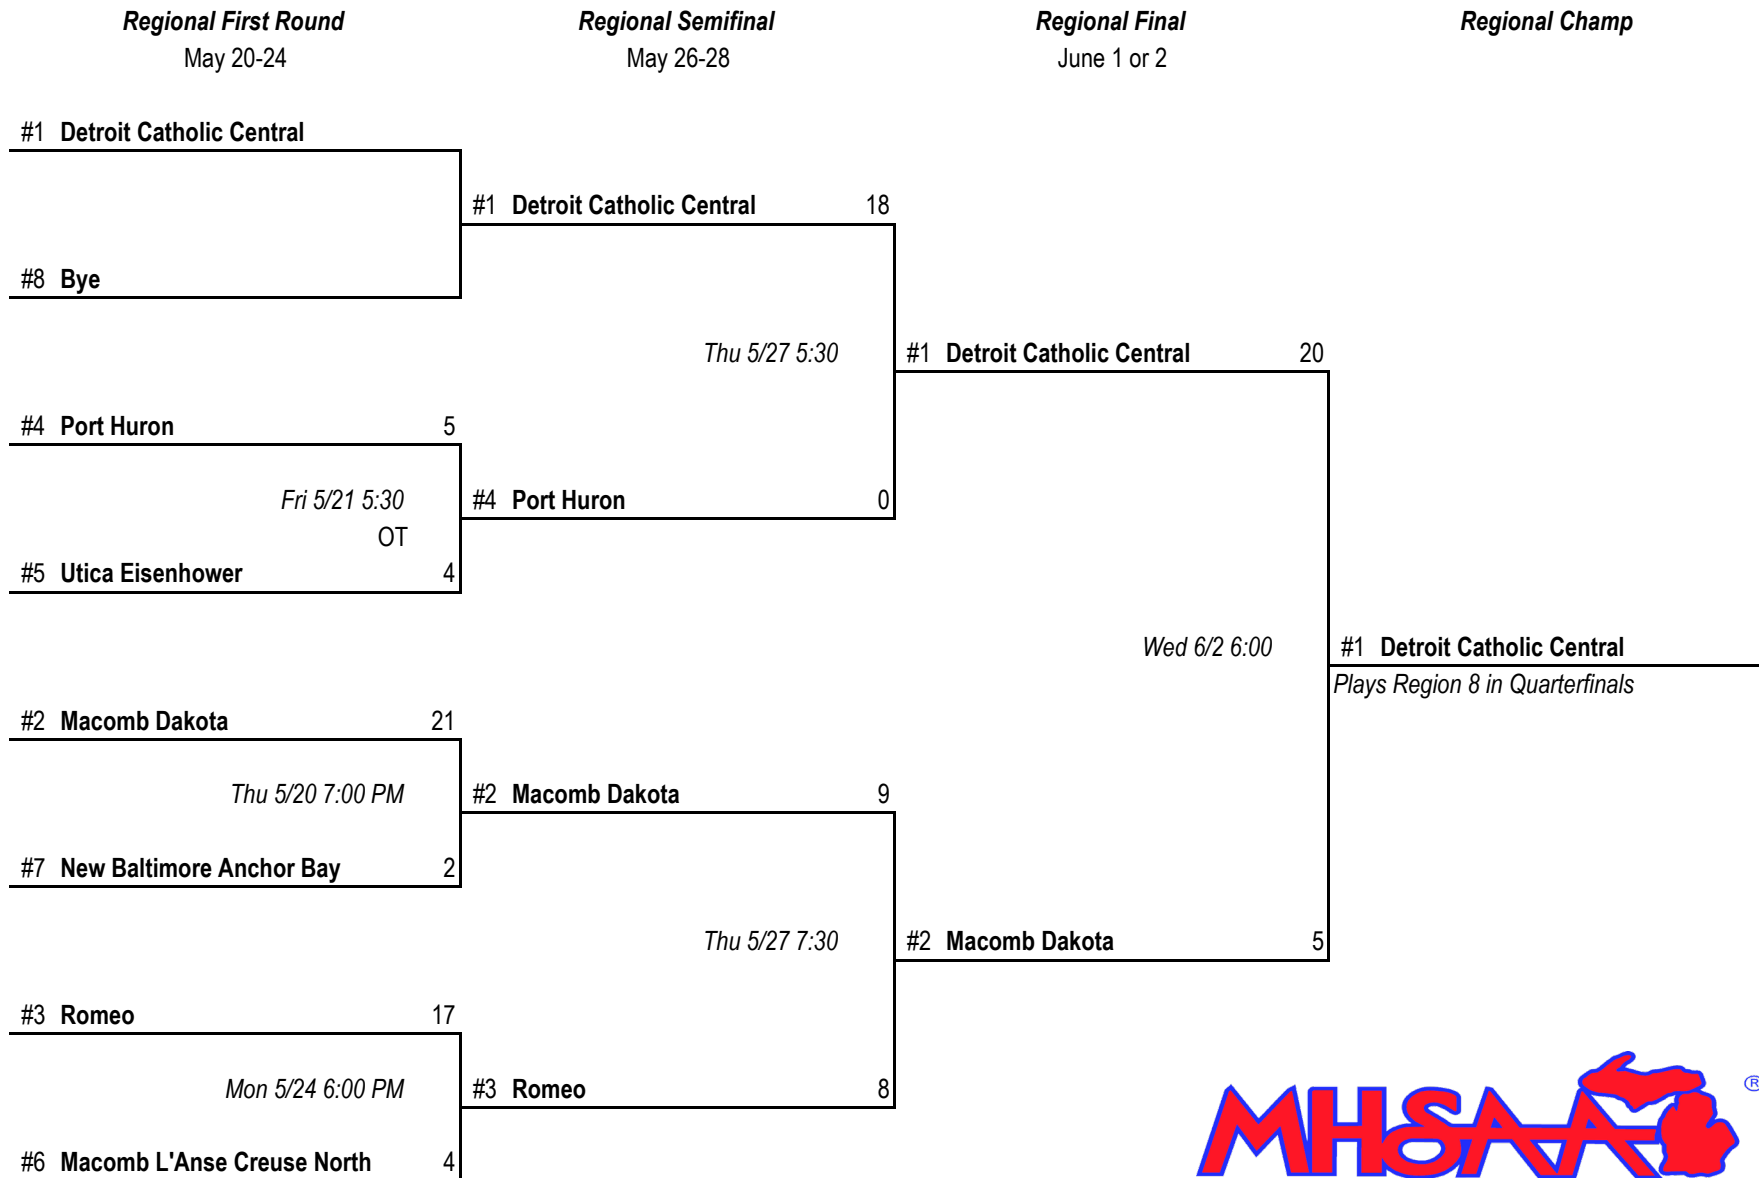 Regional First Round Regional Semifinal Regional Final Regional Champ
May 20-24 May 26-28 June 1 or 2
#1 Detroit Catholic Central
#1 Detroit Catholic Central 18
#8 Bye
Thu 5/27 5:30 #1 Detroit Catholic Central 20
#4 Port Huron 5
Fri 5/21 5:30 #4 Port Huron 0
OT
#5 Utica Eisenhower 4
Wed 6/2 6:00 #1 Detroit Catholic Central
Plays Region 8 in Quarterfinals
#2 Macomb Dakota 21
Thu 5/20 7:00 PM #2 Macomb Dakota 9
#7 New Baltimore Anchor Bay 2
Thu 5/27 7:30 #2 Macomb Dakota 5
#3 Romeo 17
Mon 5/24 6:00 PM #3 Romeo 8
#6 Macomb L'Anse Creuse North 4
MHSAA ®